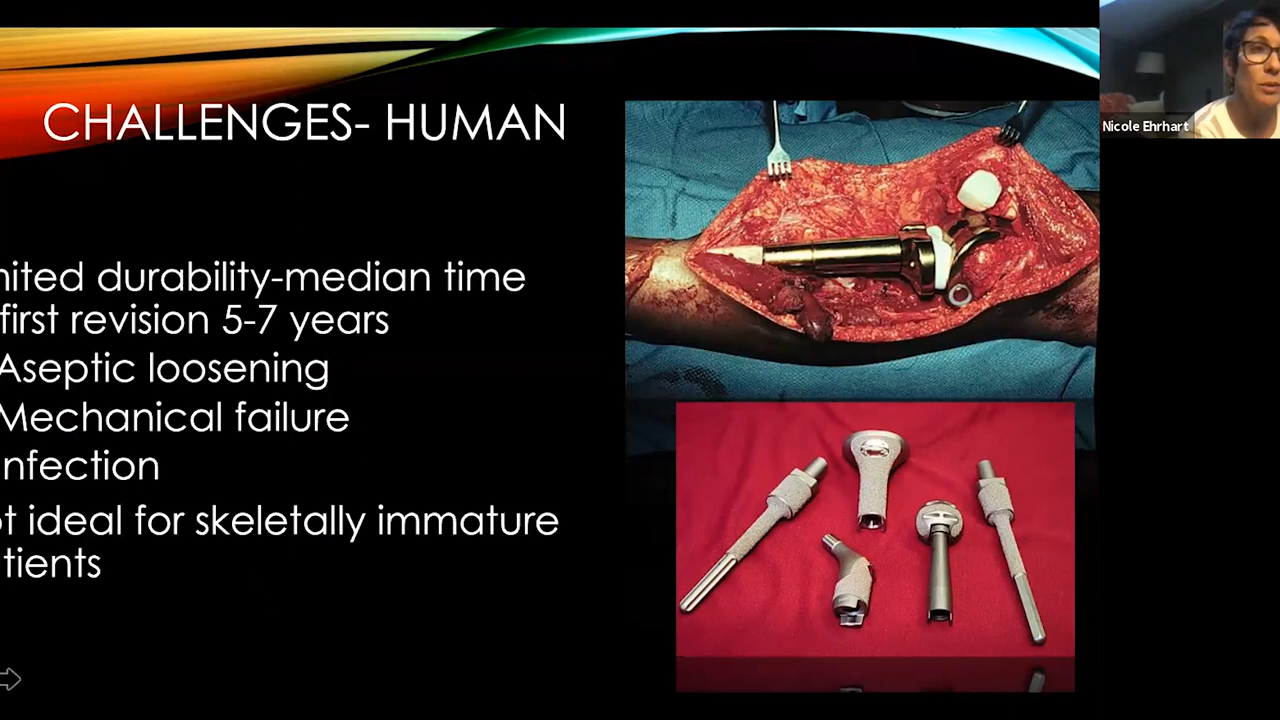 CHALLENGES- HUMAN
Nicole Ehrhart
nited durability-median time
first revision 5-7 years
Aseptic loosening
Mechanical failure
nfection
ot ideal for skeletally immature
tients